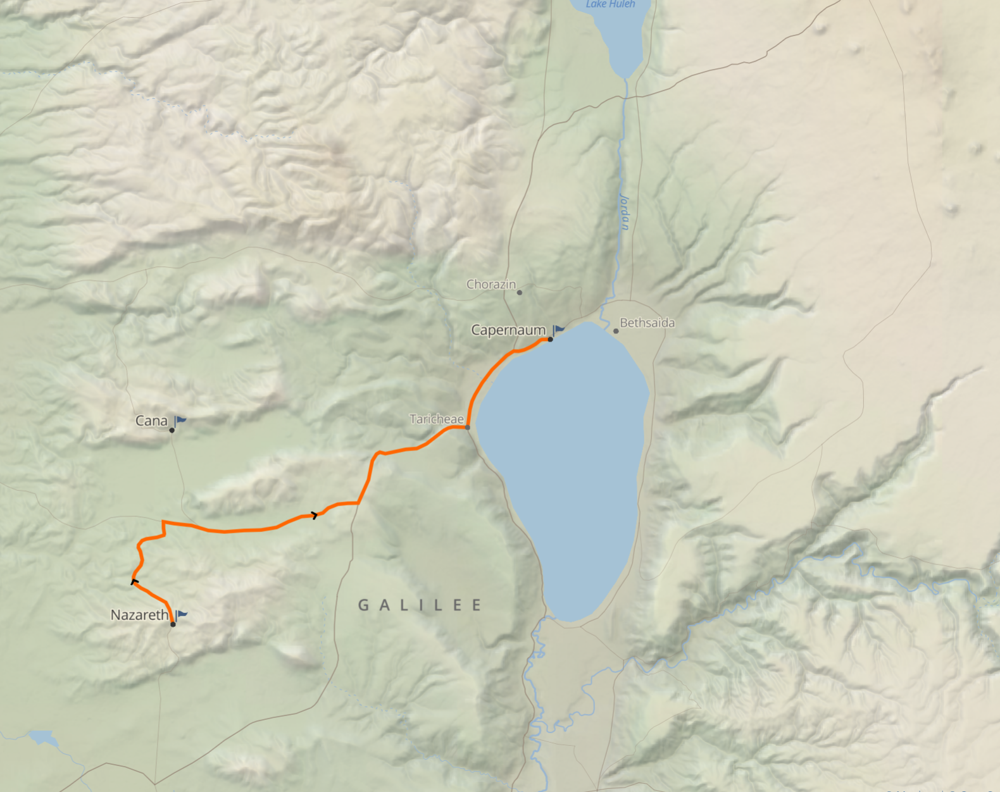 Lake Huleh
Jordan
Chorazin
Bethsaida
Capernaum
Taricheae
Cana
GALILEE
Nazareth